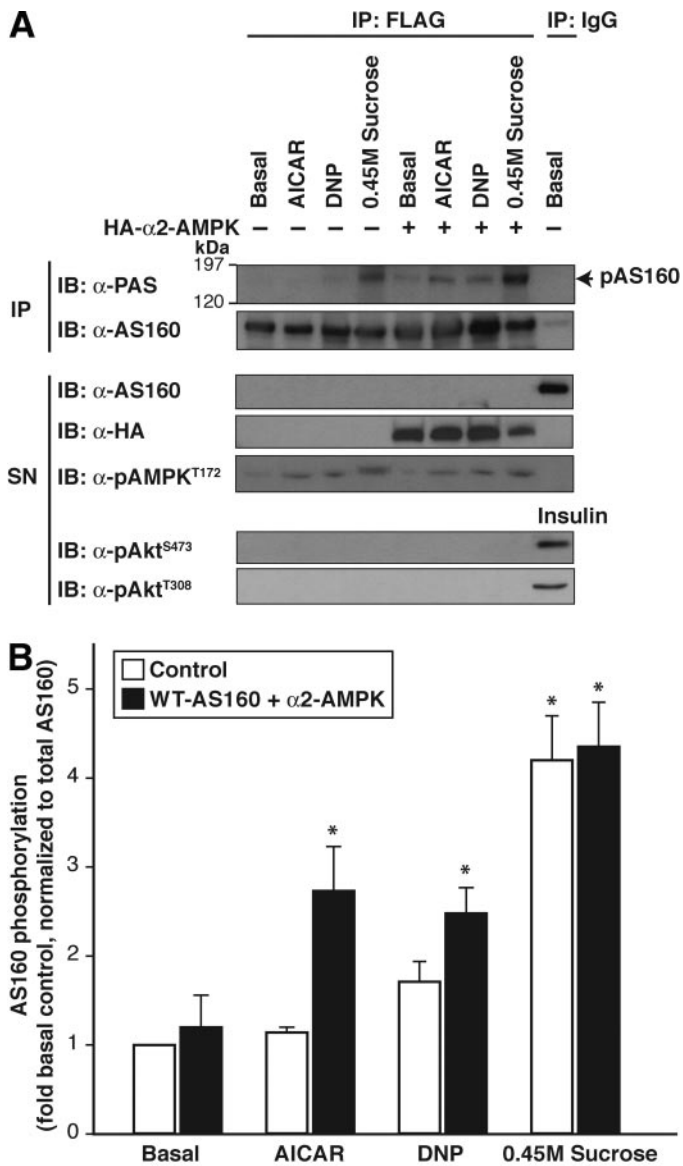 A
IP: FLAG IP: IgG
Basal AICAR DNP 0.45M Sucrose Basal AICAR DNP 0.45M Sucrose Basal
HA-α2-AMPK − − − − + + + + −
kDa
IP
197
IB: α-PAS
pAS160
120
IB: α-AS160
SN
IB: α-AS160
IB: α-HA
IB: α-pAMPKT172
Insulin
IB: α-pAktS473
IB: α-pAktT308
B
AS160 phosphorylation
(fold basal control, normalized to total AS160)
5
4
3
2
1
0
Control
WT-AS160 + α2-AMPK
* * * *
Basal AICAR DNP 0.45M Sucrose